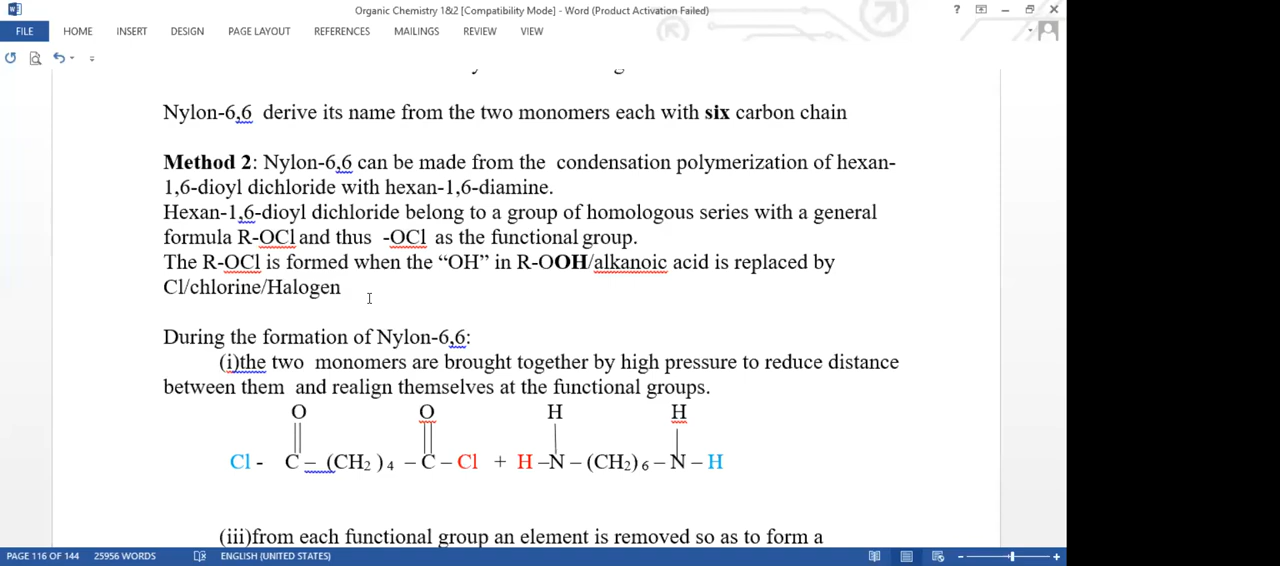 Organic Chemistry 1&2 [Compatibility Mode] - Word (Product Activation Failed)
FILE HOME INSERT DESIGN PAGE LAYOUT REFERENCES MAILINGS REVIEW VIEW
Nylon-6,6 derive its name from the two monomers each with six carbon chain
Method 2: Nylon-6,6 can be made from the condensation polymerization of hexan-
1,6-dioyl dichloride with hexan-1,6-diamine.
Hexan-1,6-dioyl dichloride belong to a group of homologous series with a general
formula R-OCl and thus -OCl as the functional group.
The R-OCl is formed when the “OH” in R-OOH/alkanoic acid is replaced by
Cl/chlorine/Halogen
During the formation of Nylon-6,6:
(i)the two monomers are brought together by high pressure to reduce distance
between them and realign themselves at the functional groups.
O O H H
Cl - C – (CH2 ) 4 – C – Cl + H –N – (CH2) 6 – N – H
(iii)from each functional group an element is removed so as to form a
PAGE 116 OF 144 25956 WORDS ENGLISH (UNITED STATES)